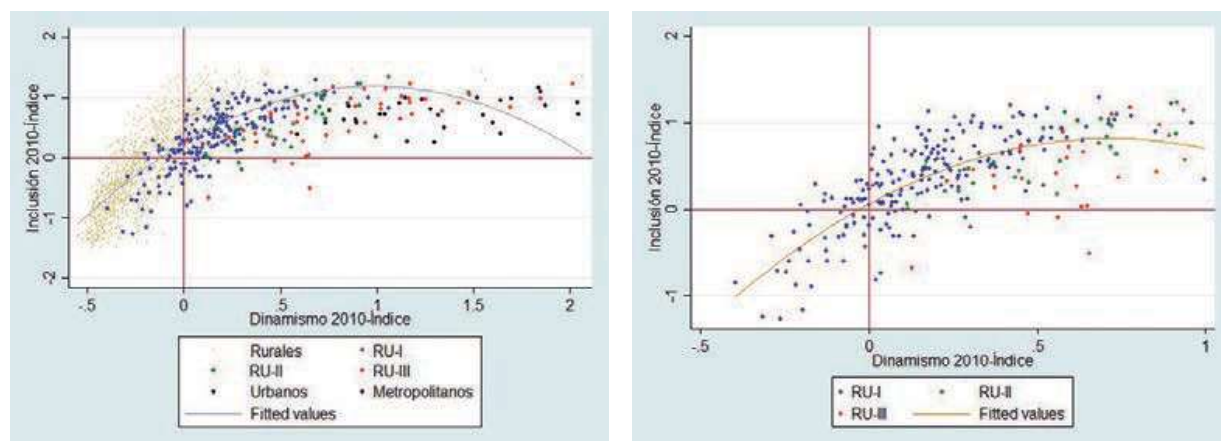 2
1
0
-1
-2
Inclusión 2010-Índice
-.5
0
.5
1
1.5
2
Dinamismo 2010-Índice
Rurales
RU-I
RU-II
RU-III
Urbanos
Metropolitanos
Fitted values
2
1
0
-1
Inclusión 2010-Índice
-.5
0
.5
1
Dinamismo 2010-Índice
RU-I
RU-II
RU-III
Fitted values